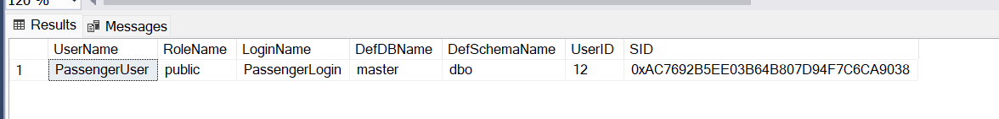 120 %
Results Messages
UserName RoleName LoginName DefDBName DefSchemaName UserID SID
1 PassengerUser public PassengerLogin master dbo 12 0xAC7692B5EE03B64B807D94F7C6CA9038